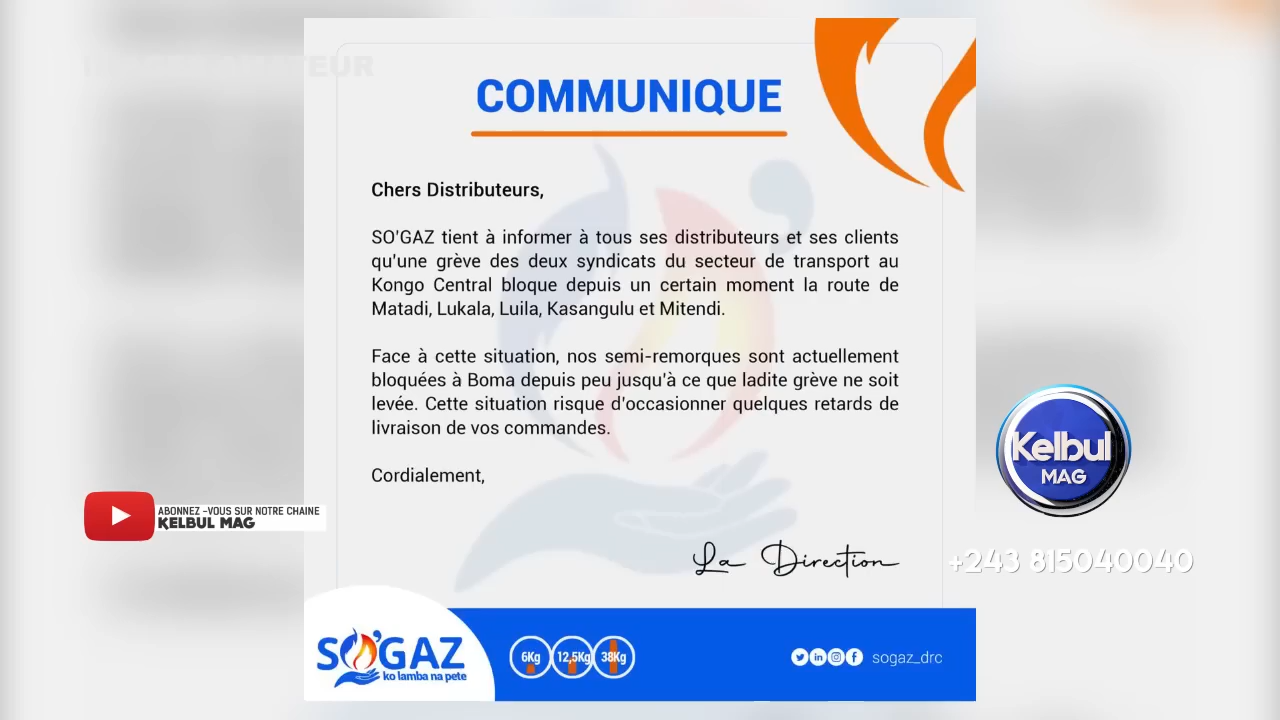 COMMUNIQUE
Chers Distributeurs,
SO'GAZ tient à informer à tous ses distributeurs et ses clients
qu'une grève des deux syndicats du secteur de transport au
Kongo Central bloque depuis un certain moment la route de
Matadi, Lukala, Luila, Kasangulu et Mitendi.
Face à cette situation, nos semi-remorques sont actuellement
bloquées à Boma depuis peu jusqu'à ce que ladite grève ne soit
levée. Cette situation risque d'occasionner quelques retards de
livraison de vos commandes.
Cordialement,
La Direction
SO'GAZ
ko lamba na pete
6Kg 12,5Kg 38Kg
sogaz_drc
ABONNEZ -VOUS SUR NOTRE CHAINE
KELBUL MAG
Kelbul
MAG
+243 815040040